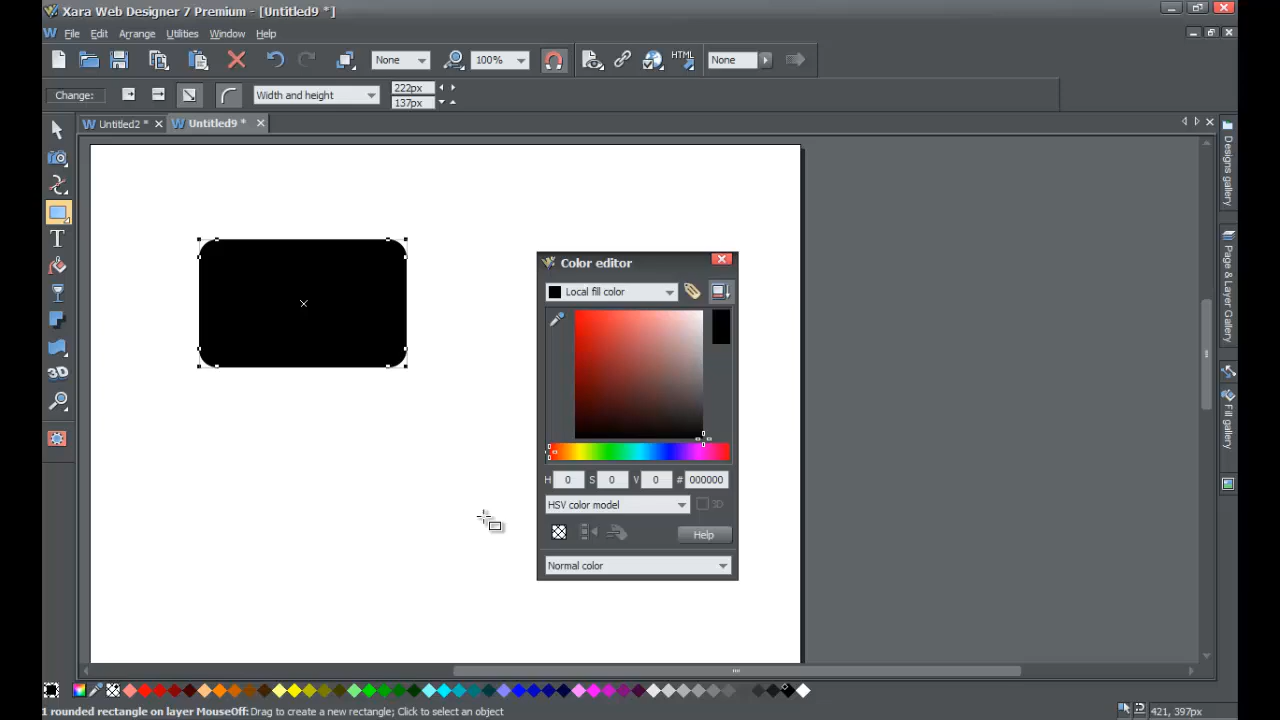 Xara Web Designer 7 Premium - [Untitled9 *]
File Edit Arrange Utilities Window Help
None 100% HTML None
Change: Width and height 222px
137px
Untitled2 * Untitled9 *
Designs gallery
Page & Layer Gallery
Fill gallery
Color editor
Local fill color
H 0 S 0 V 0 # 000000
HSV color model 3D
Help
Normal color
T
3D
1 rounded rectangle on layer MouseOff: Drag to create a new rectangle; Click to select an object 421, 397px